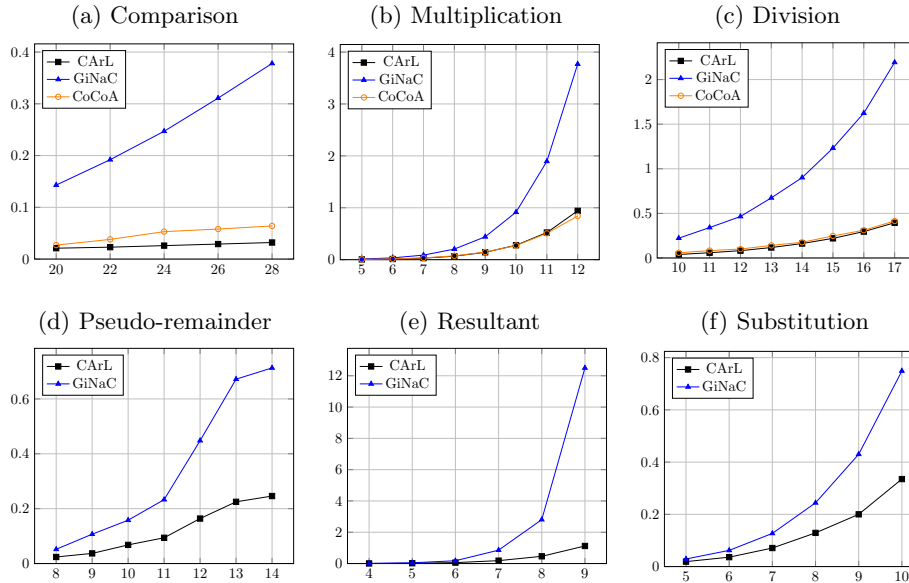 (a) Comparison
0.4
0.3
0.2
0.1
0
20 22 24 26 28
CArL
GiNaC
CoCoA
(b) Multiplication
4
3
2
1
0
5 6 7 8 9 10 11 12
CArL
GiNaC
CoCoA
(c) Division
2
1.5
1
0.5
0
10 11 12 13 14 15 16 17
CArL
GiNaC
CoCoA
(d) Pseudo-remainder
0.6
0.4
0.2
0
8 9 10 11 12 13 14
CArL
GiNaC
(e) Resultant
12
10
8
6
4
2
0
4 5 6 7 8 9
CArL
GiNaC
(f) Substitution
0.8
0.6
0.4
0.2
0
5 6 7 8 9 10
CArL
GiNaC